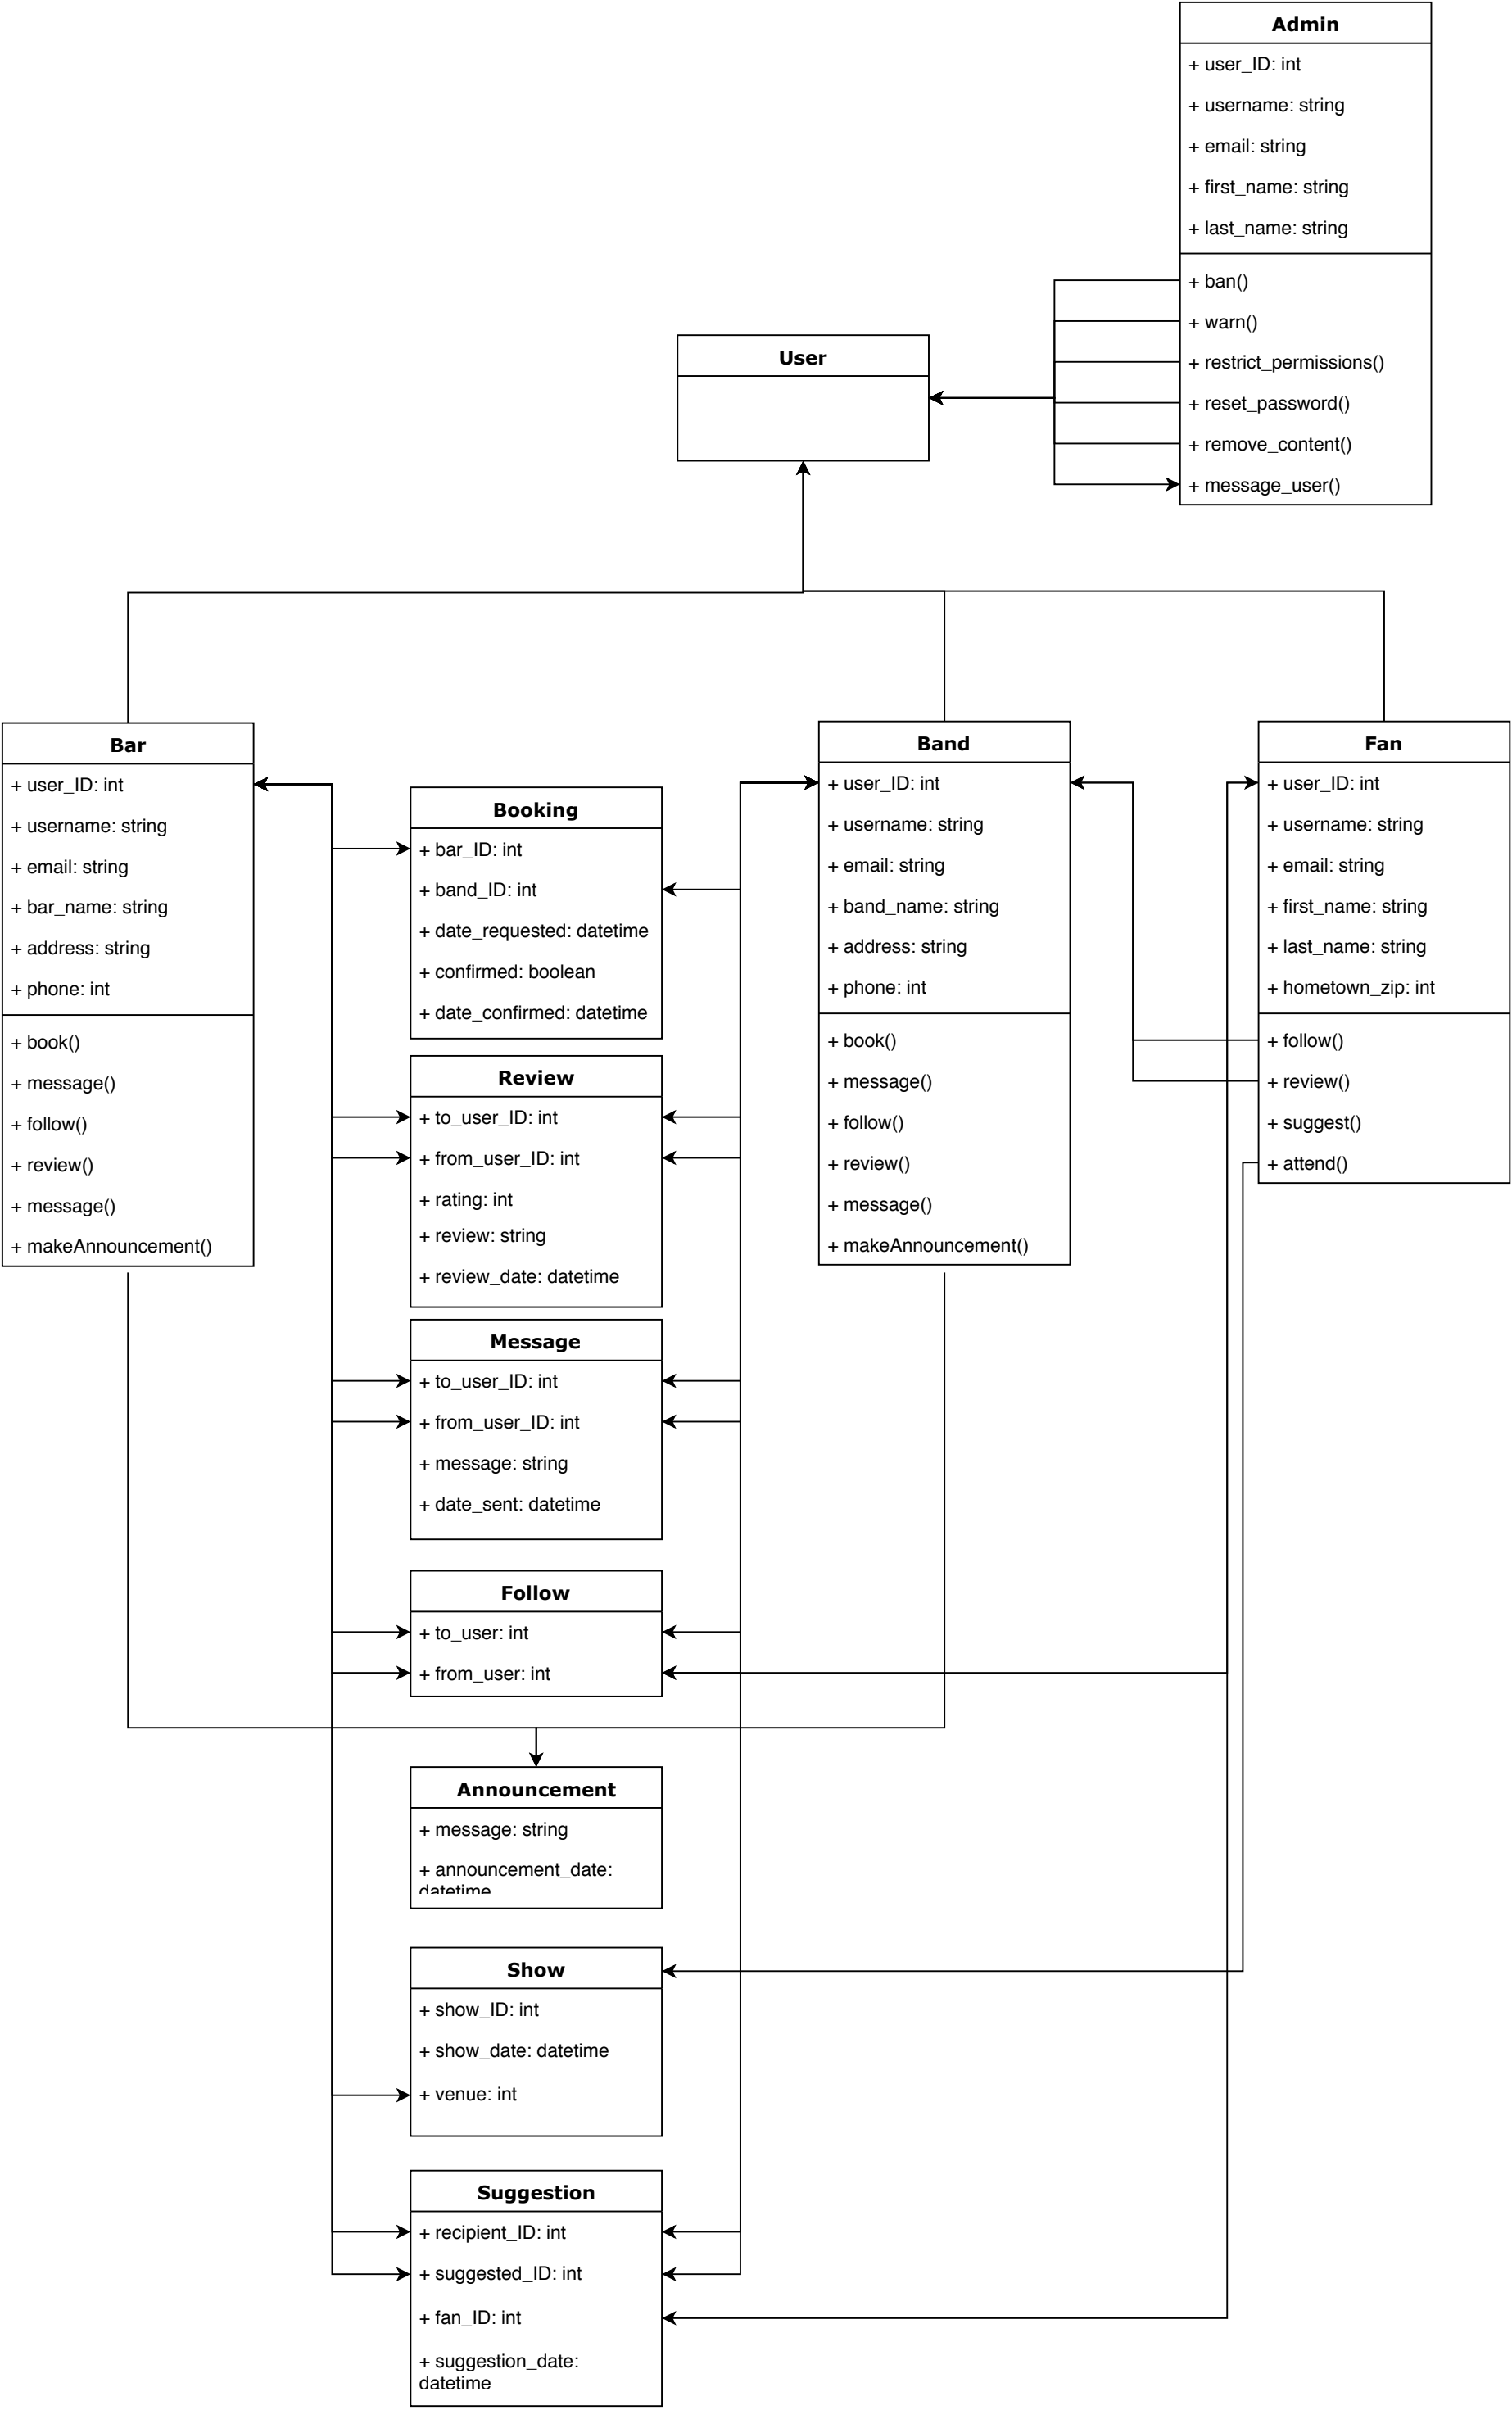 Admin
+ user_ID: int
+ username: string
+ email: string
+ first_name: string
+ last_name: string
+ ban()
+ warn()
+ restrict_permissions()
+ reset_password()
+ remove_content()
+ message_user()
User
Bar
+ user_ID: int
+ username: string
+ email: string
+ bar_name: string
+ address: string
+ phone: int
+ book()
+ message()
+ follow()
+ review()
+ message()
+ makeAnnouncement()
Booking
+ bar_ID: int
+ band_ID: int
+ date_requested: datetime
+ confirmed: boolean
+ date_confirmed: datetime
Review
+ to_user_ID: int
+ from_user_ID: int
+ rating: int
+ review: string
+ review_date: datetime
Message
+ to_user_ID: int
+ from_user_ID: int
+ message: string
+ date_sent: datetime
Follow
+ to_user: int
+ from_user: int
Announcement
+ message: string
+ announcement_date:
datetime
Show
+ show_ID: int
+ show_date: datetime
+ venue: int
Suggestion
+ recipient_ID: int
+ suggested_ID: int
+ fan_ID: int
+ suggestion_date:
datetime
Band
+ user_ID: int
+ username: string
+ email: string
+ band_name: string
+ address: string
+ phone: int
+ book()
+ message()
+ follow()
+ review()
+ message()
+ makeAnnouncement()
Fan
+ user_ID: int
+ username: string
+ email: string
+ first_name: string
+ last_name: string
+ hometown_zip: int
+ follow()
+ review()
+ suggest()
+ attend()